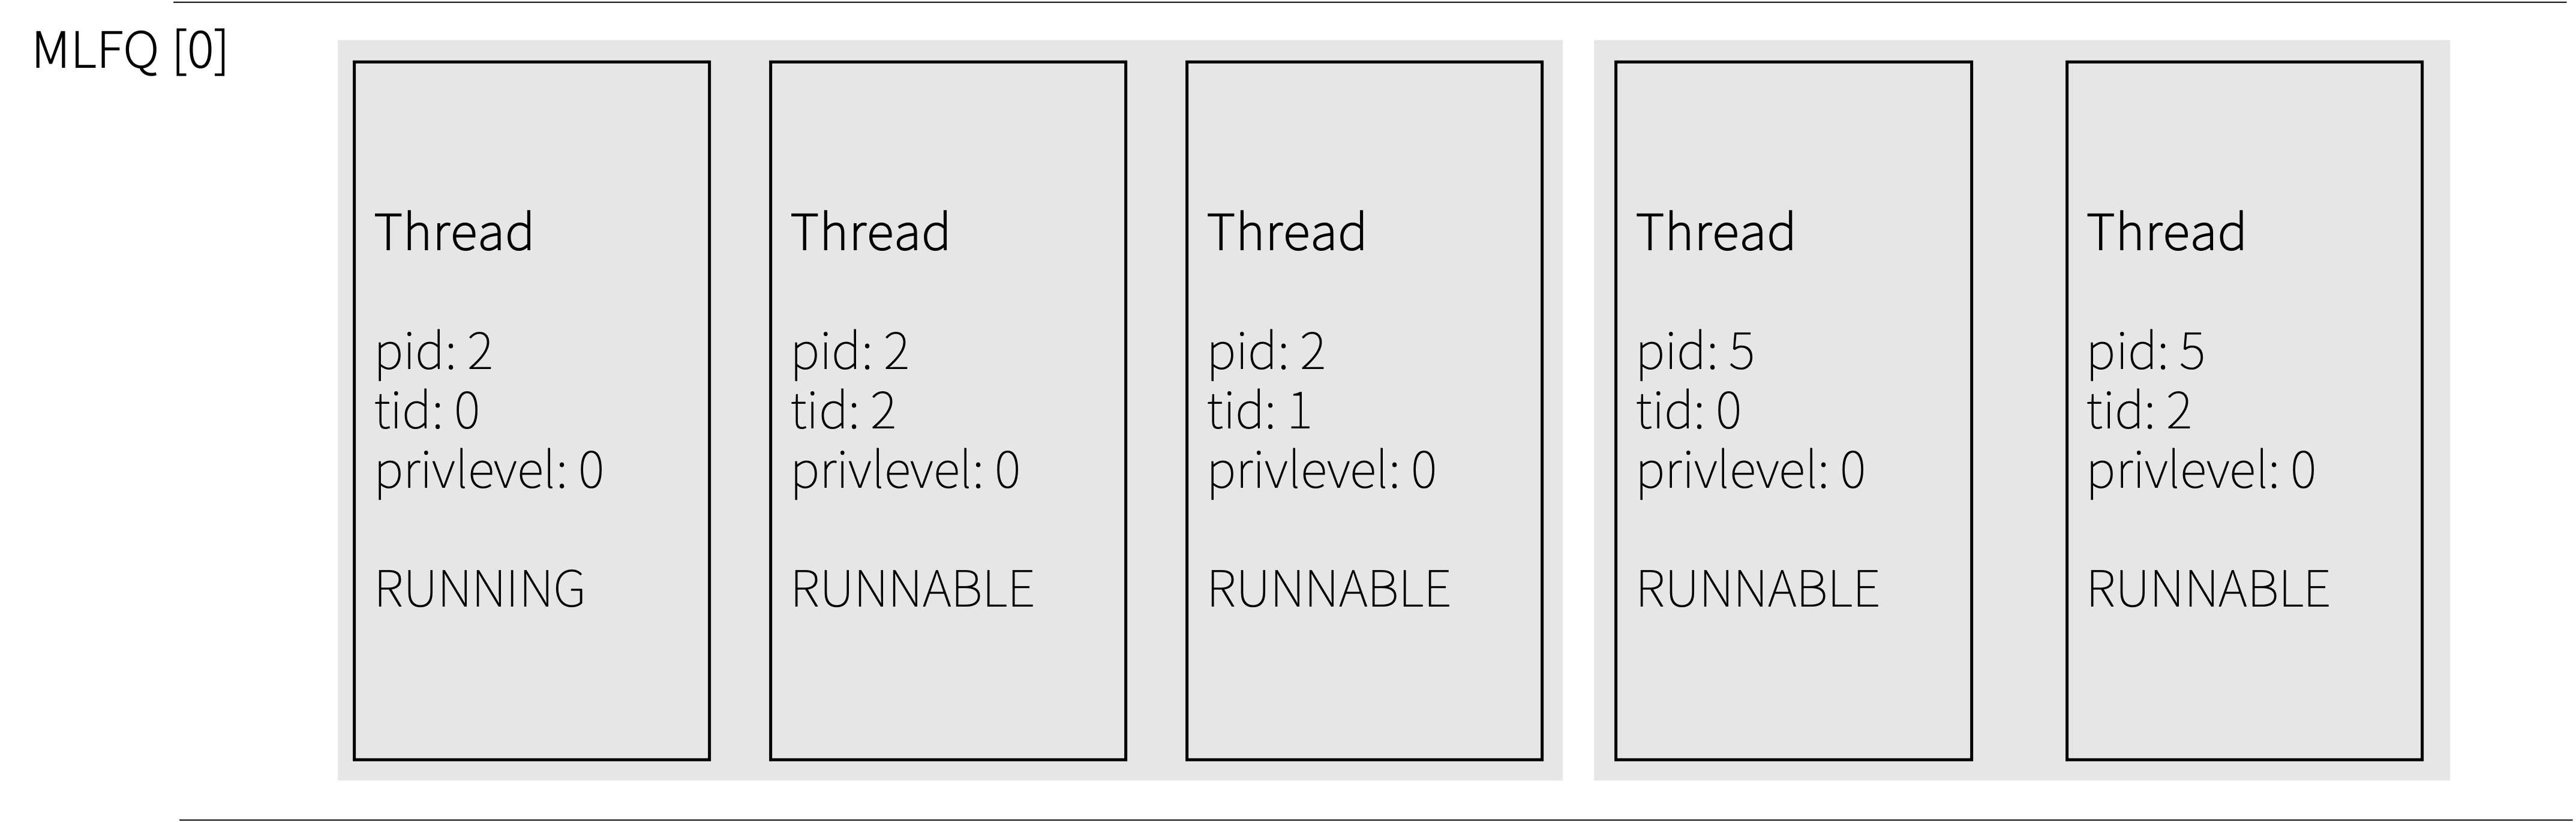 MLFQ [0]
Thread
pid: 2
tid: 0
privlevel: 0
RUNNING
Thread
pid: 2
tid: 2
privlevel: 0
RUNNABLE
Thread
pid: 2
tid: 1
privlevel: 0
RUNNABLE
Thread
pid: 5
tid: 0
privlevel: 0
RUNNABLE
Thread
pid: 5
tid: 2
privlevel: 0
RUNNABLE